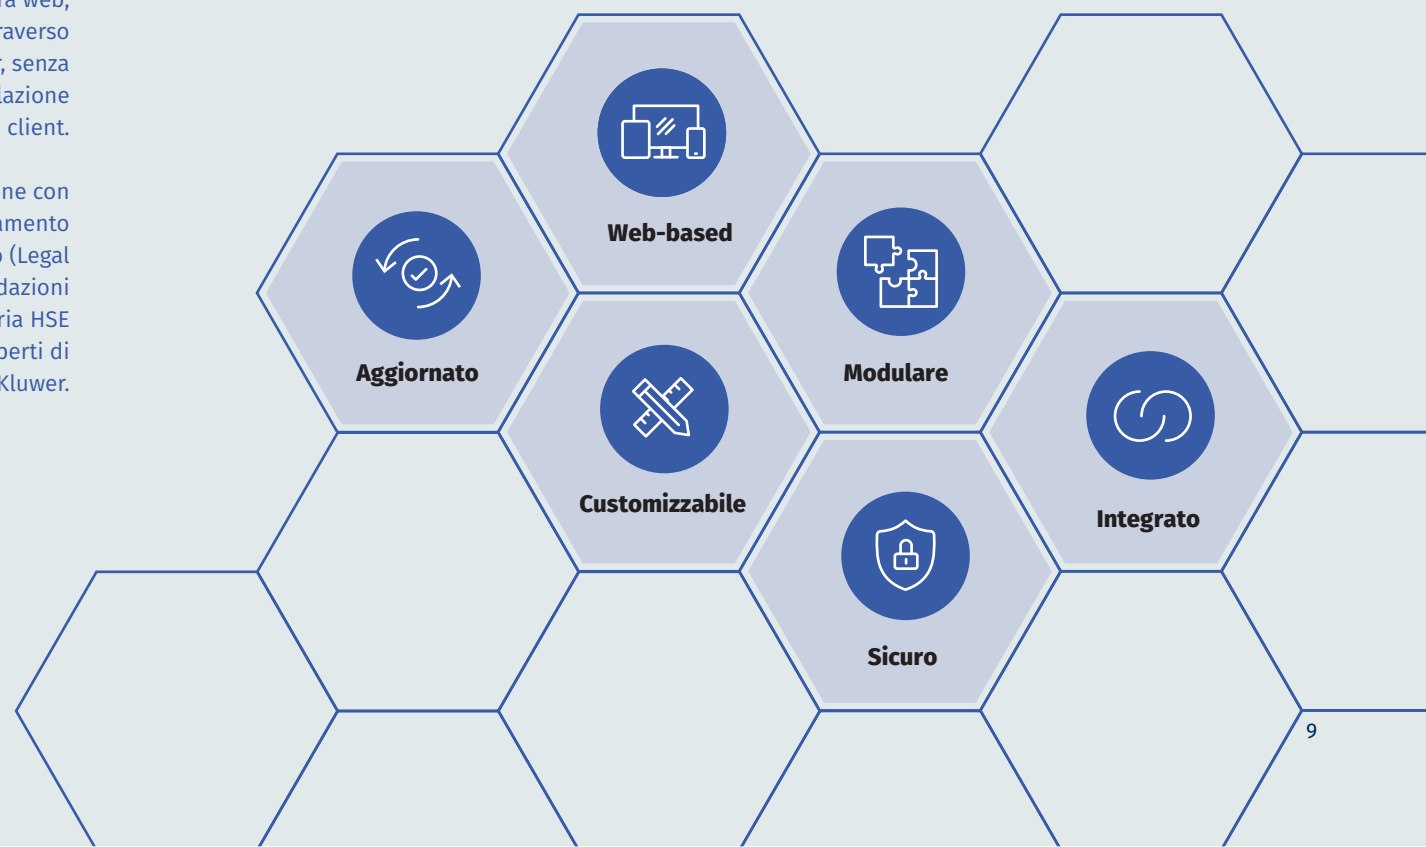 web,
raverso
, senza
lazione
client.
ne con
amento
o (Legal
dazioni
ria HSE
perti di
Kluwer.
Web-based
Aggiornato
Modulare
Customizzabile
Integrato
Sicuro
9